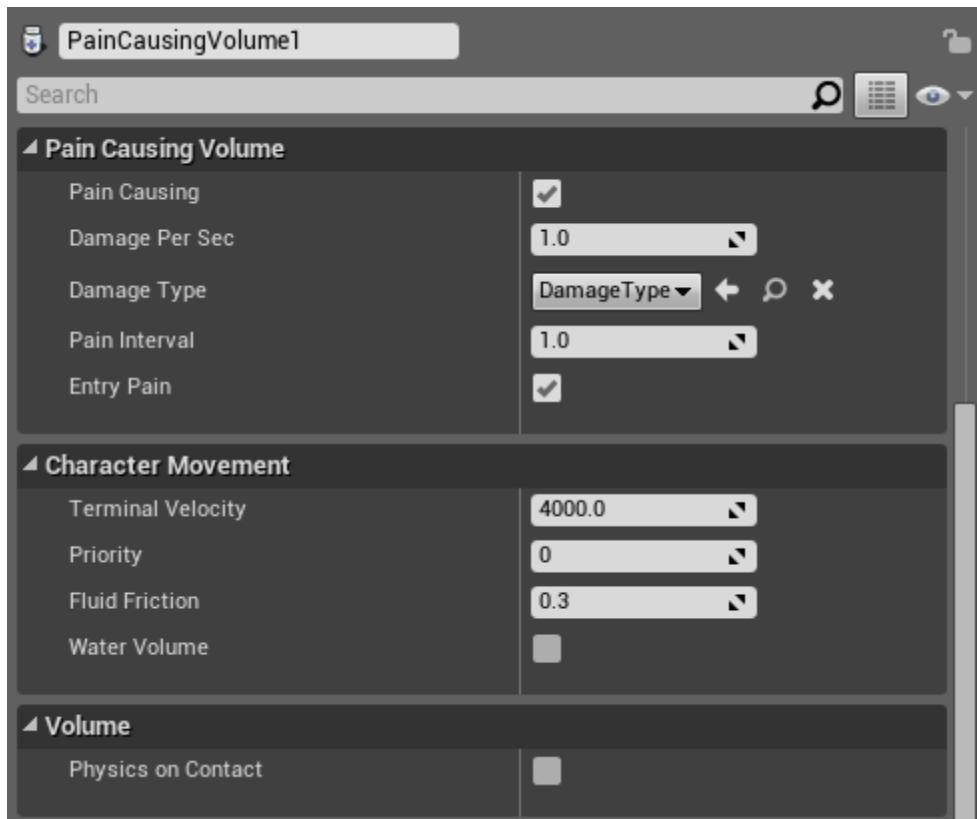 PainCausingVolume1
Search
Pain Causing Volume
Pain Causing
Damage Per Sec 1.0
Damage Type DamageType
Pain Interval 1.0
Entry Pain
Character Movement
Terminal Velocity 4000.0
Priority 0
Fluid Friction 0.3
Water Volume
Volume
Physics on Contact